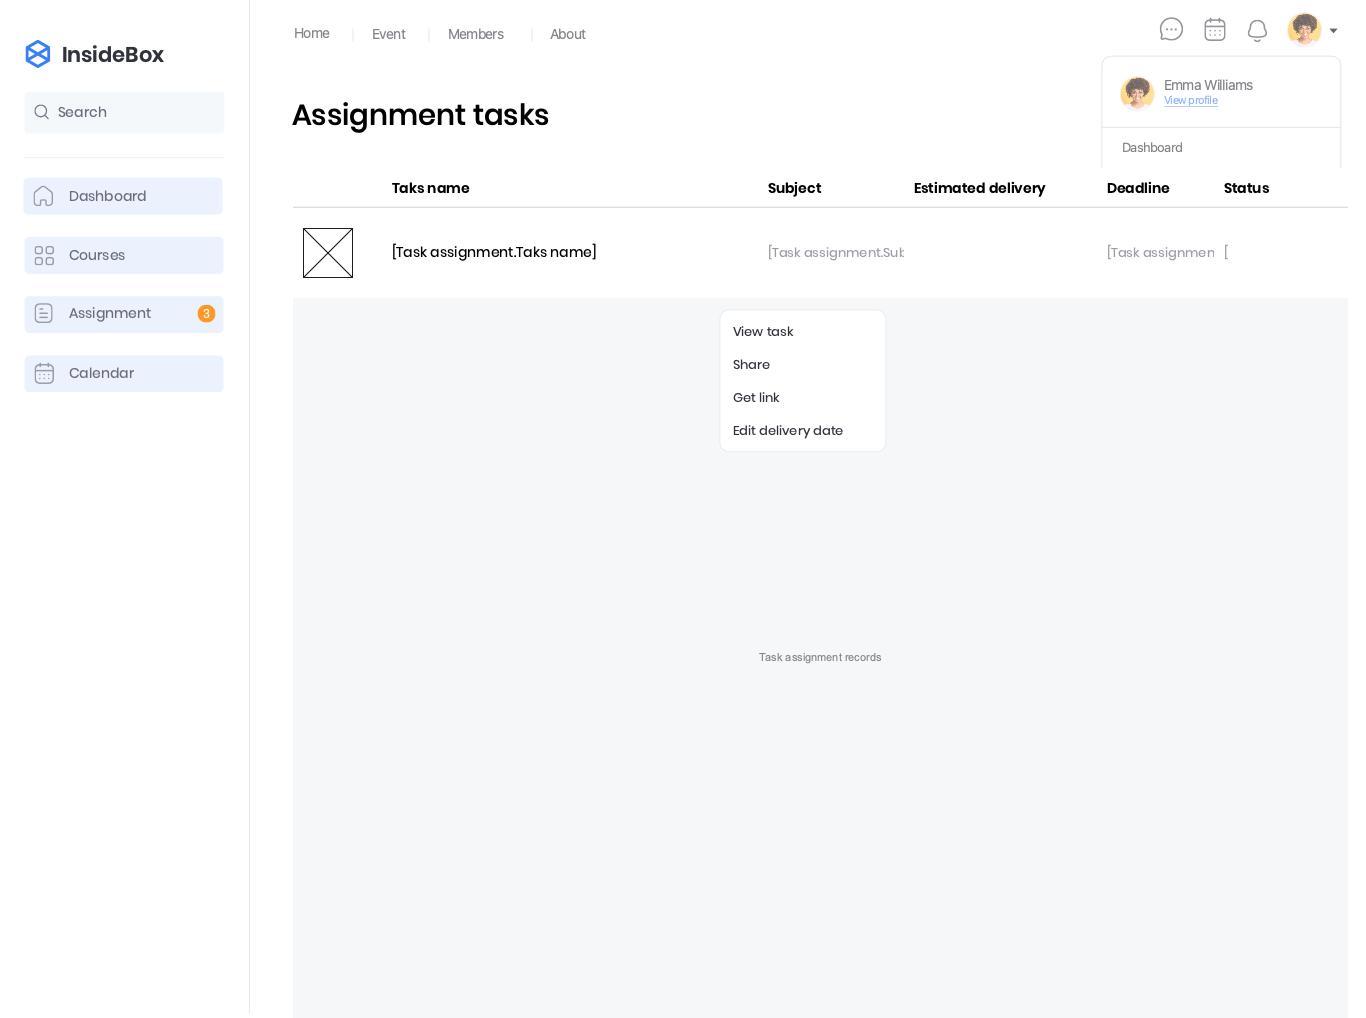 InsideBox
Search
Dashboard
Courses
Assignment 3
Calendar
Home | Event | Members | About
Emma Williams
View profile
Dashboard
Assignment tasks
Taks name Subject Estimated delivery Deadline Status
[Task assignment.Taks name] [Task assignment.Sub [Task assignmen [
View task
Share
Get link
Edit delivery date
Task assignment records